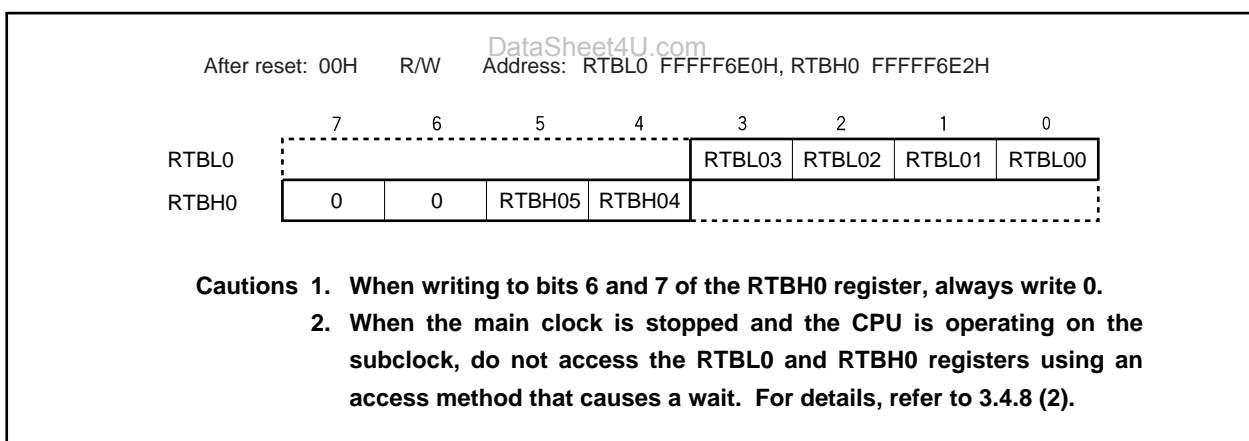 DataSheet4U.com
After reset: 00H R/W Address: RTBL0 FFFFF6E0H, RTBH0 FFFFF6E2H
7 6 5 4 3 2 1 0
RTBL0 RTBL03 RTBL02 RTBL01 RTBL00
RTBH0 0 0 RTBH05 RTBH04
Cautions 1. When writing to bits 6 and 7 of the RTBH0 register, always write 0.
2. When the main clock is stopped and the CPU is operating on the
subclock, do not access the RTBL0 and RTBH0 registers using an
access method that causes a wait. For details, refer to 3.4.8 (2).